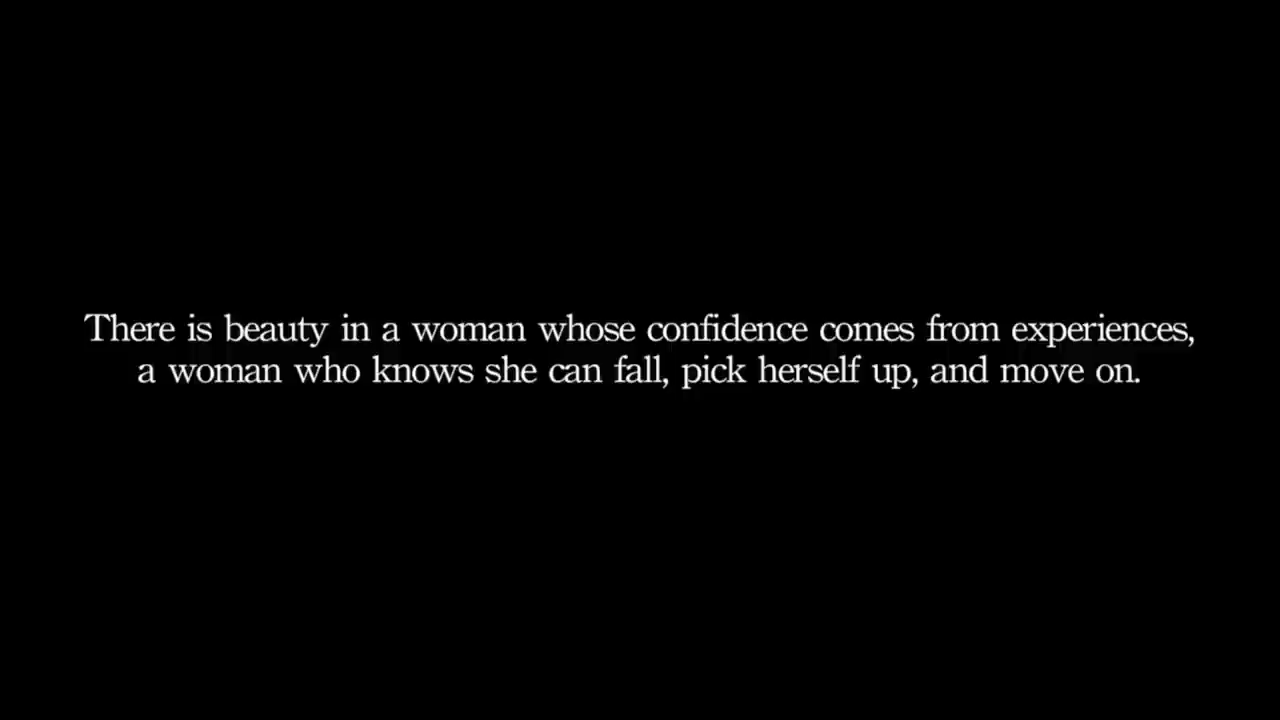 There is beauty in a woman whose confidence comes from experiences,
a woman who knows she can fall, pick herself up, and move on.